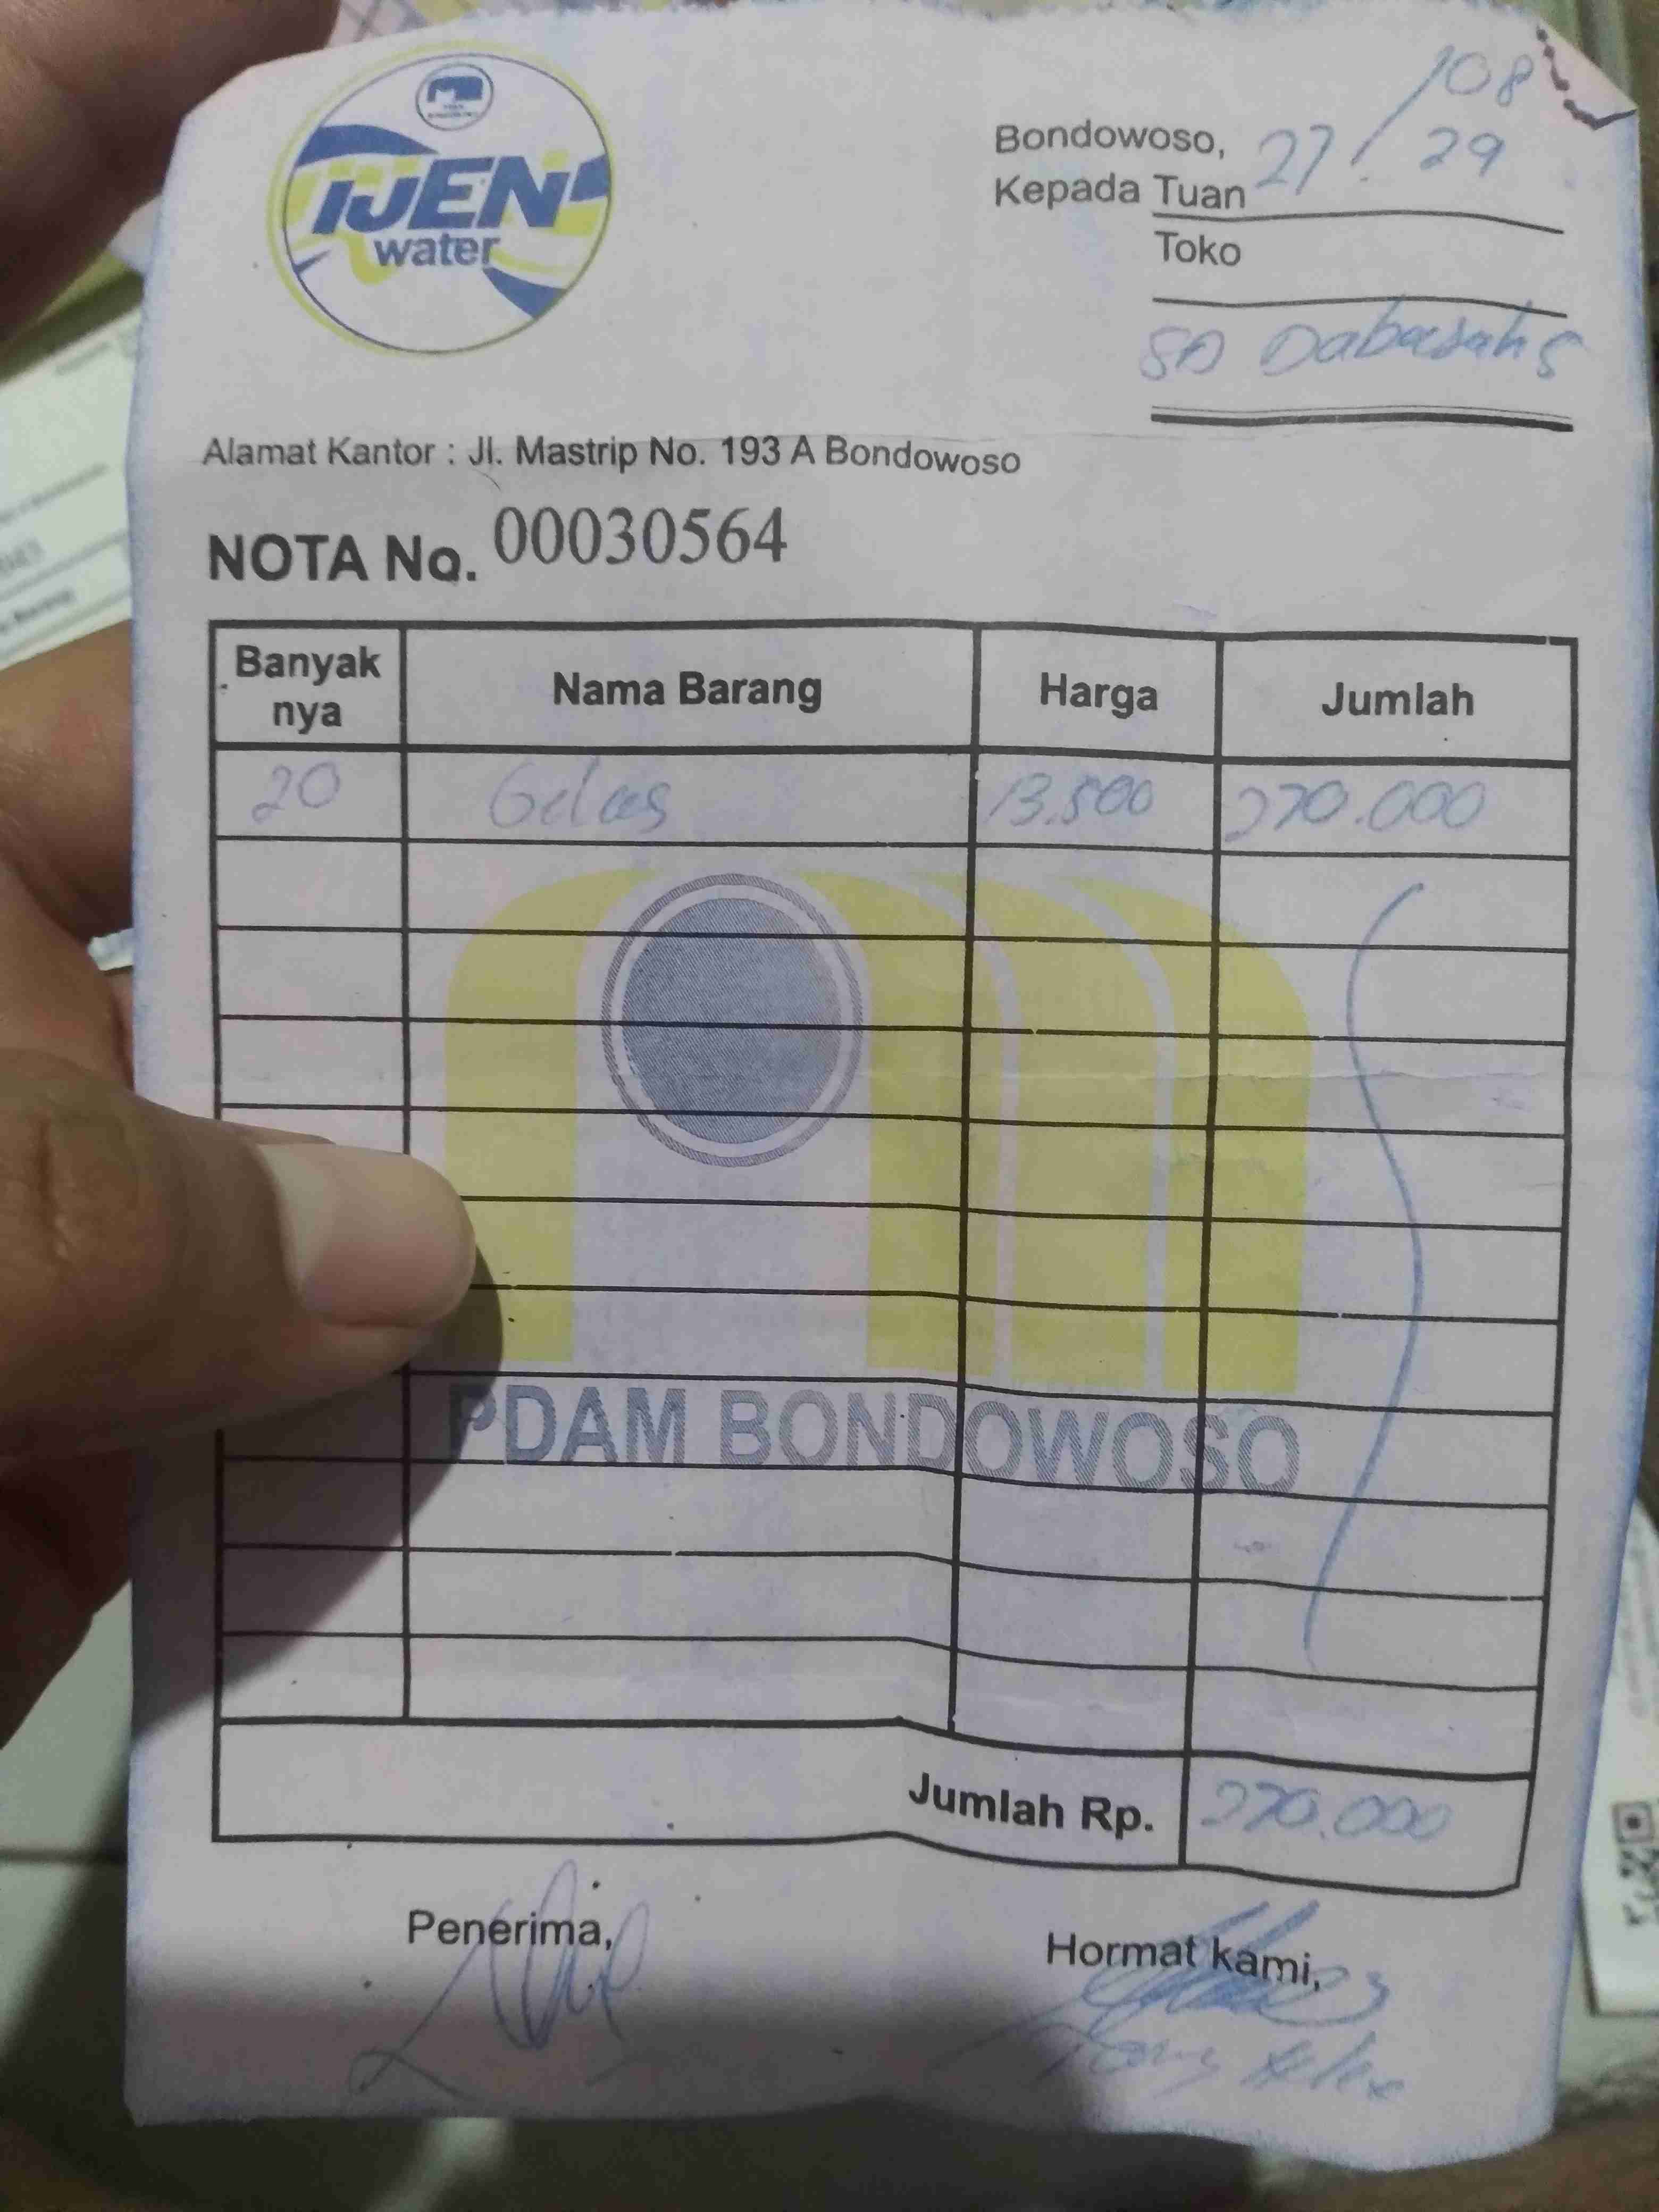 IJEN
water
Bondowoso, 27/08 29
Kepada Tuan
Toko
SD Dabasah 5
Alamat Kantor : Jl. Mastrip No. 193 A Bondowoso
NOTA No. 00030564
Banyak nya Nama Barang Harga Jumlah
20 Gelas 13.500 270.000
PDAM BONDOWOSO
Jumlah Rp. 270.000
Penerima, Hormat kami,